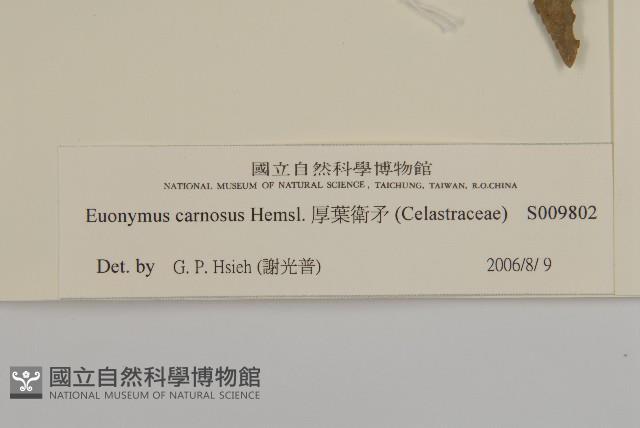 國立自然科學博物館
NATIONAL MUSEUM OF NATURAL SCIENCE, TAICHUNG, TAIWAN, R.O.CHINA
Euonymus carnosus Hemsl. 厚葉衛矛 (Celastraceae) S009802
Det. by G. P. Hsieh (謝光普) 2006/8/ 9
國立自然科學博物館
NATIONAL MUSEUM OF NATURAL SCIENCE